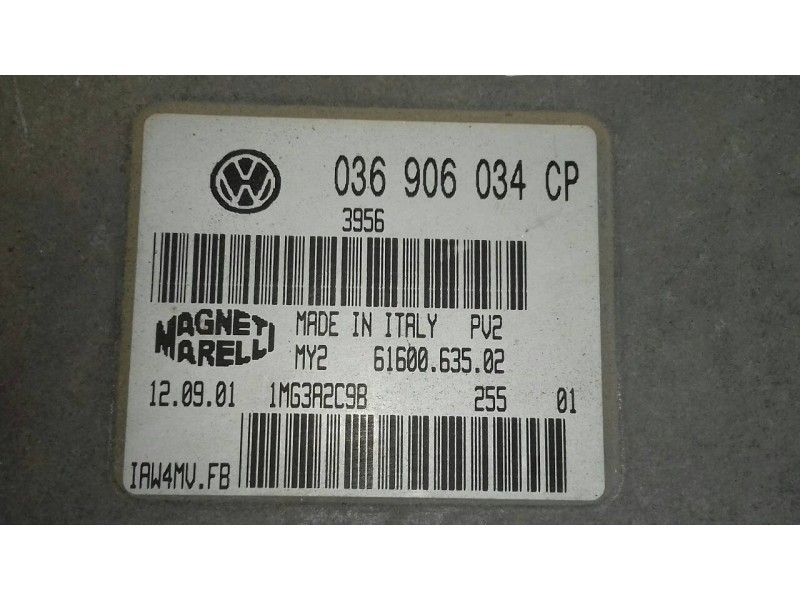 036 906 034 CP
3956
MAGNETI MARELLI
MADE IN ITALY PV2
MY2 61600.635.02
12.09.01 1MG3A2C9B 255 01
IAW4MV.FB